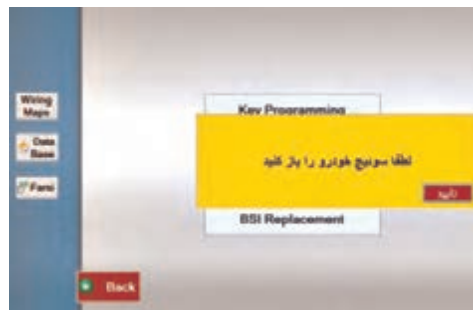 Wiring
Maps
Data
Base
Farsi
Key Programming
لطفا سوئیچ خودرو را باز کنید
تایید
BSI Replacement
Back